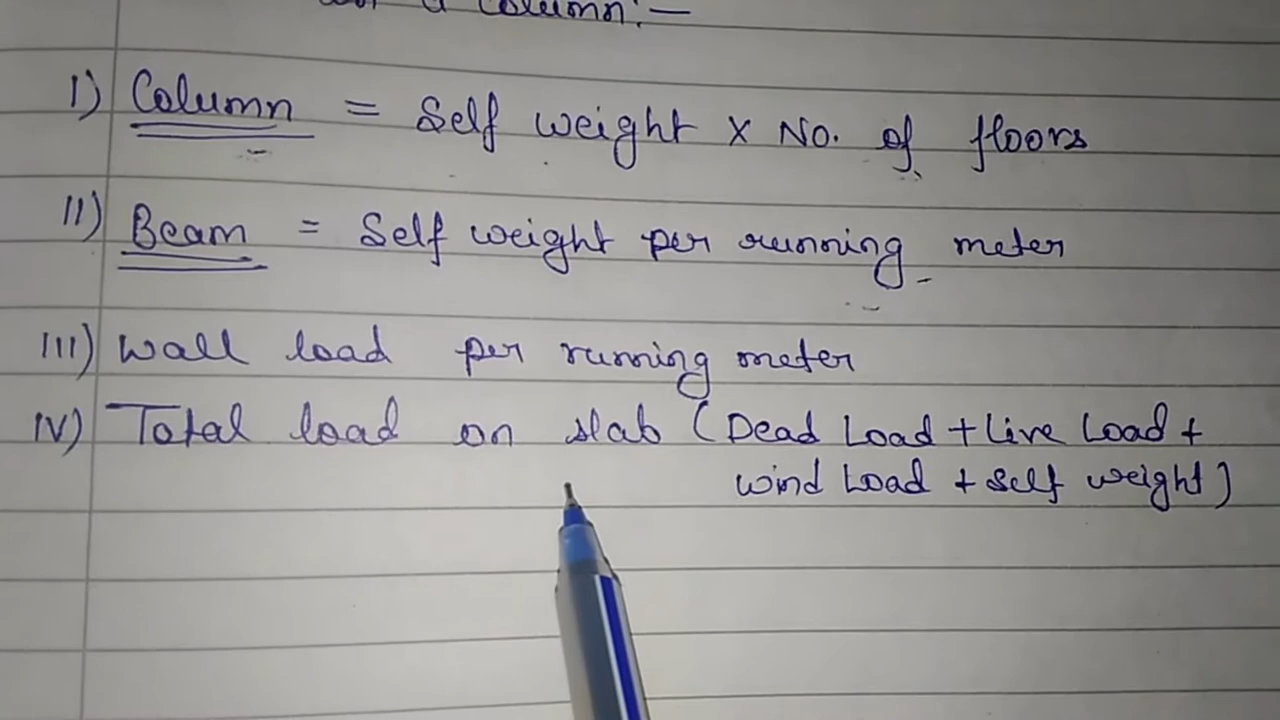 a Column:—
I) Column = Self weight x No. of floors
II) Beam = Self weight per running meter
III) Wall load per running meter
IV) Total load on slab (Dead Load + Live Load +
wind Load + self weight)